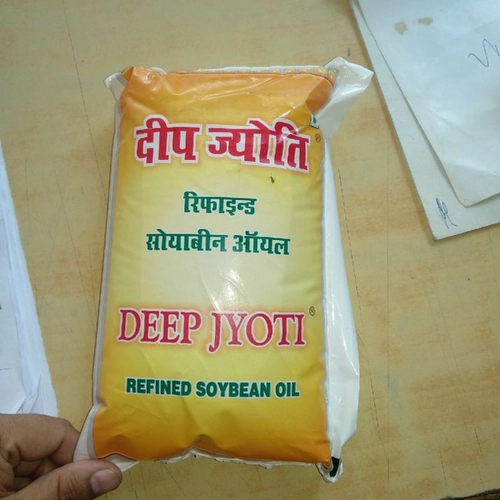 दीप ज्योति®
रिफाइन्ड
सोयाबीन ऑयल
DEEP JYOTI®
REFINED SOYBEAN OIL